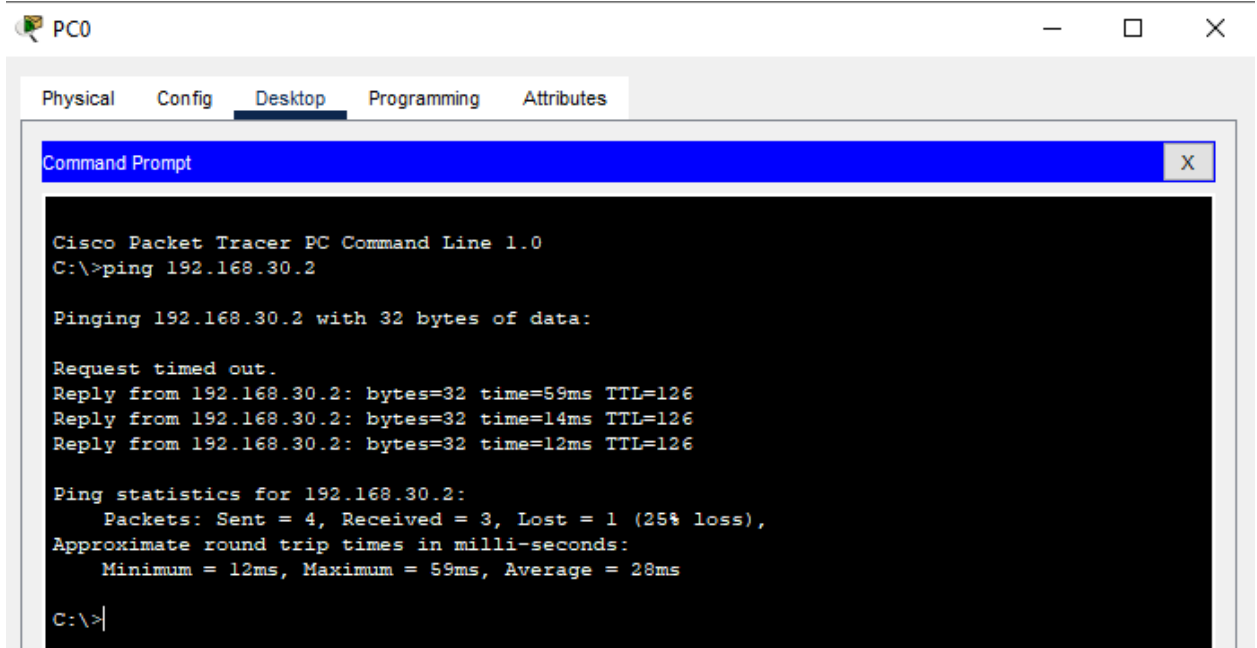 PC0
Physical Config Desktop Programming Attributes
Command Prompt X
Cisco Packet Tracer PC Command Line 1.0
C:\>ping 192.168.30.2
Pinging 192.168.30.2 with 32 bytes of data:
Request timed out.
Reply from 192.168.30.2: bytes=32 time=59ms TTL=126
Reply from 192.168.30.2: bytes=32 time=14ms TTL=126
Reply from 192.168.30.2: bytes=32 time=12ms TTL=126
Ping statistics for 192.168.30.2:
Packets: Sent = 4, Received = 3, Lost = 1 (25% loss),
Approximate round trip times in milli-seconds:
Minimum = 12ms, Maximum = 59ms, Average = 28ms
C:\>